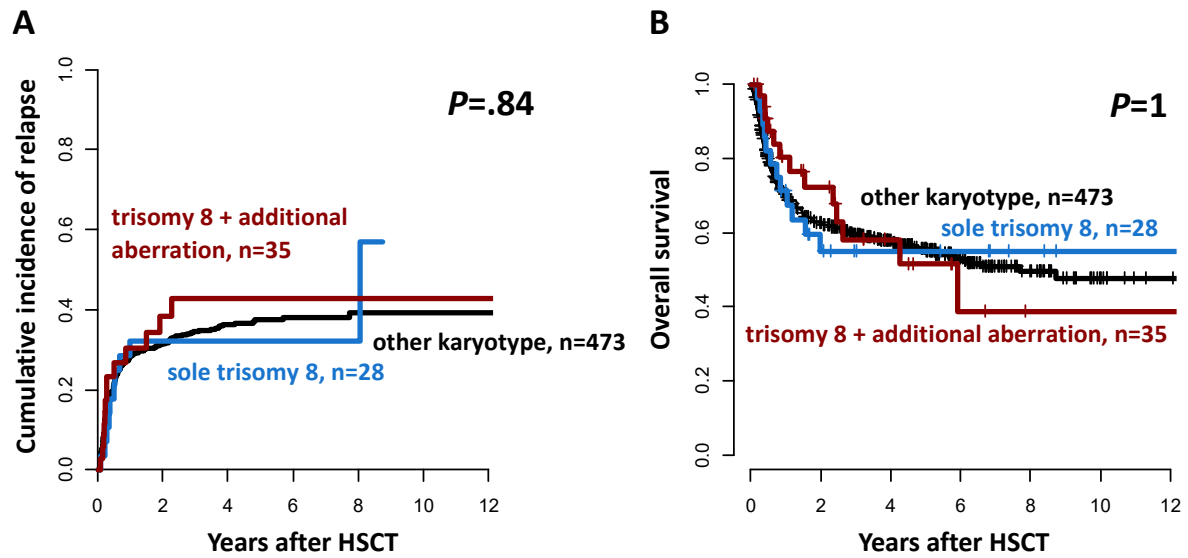 A
P=.84
Cumulative incidence of relapse
1.0
0.8
0.6
0.4
0.2
0.0
trisomy 8 + additional
aberration, n=35
other karyotype, n=473
sole trisomy 8, n=28
0 2 4 6 8 10 12
Years after HSCT
B
P=1
Overall survival
1.0
0.8
0.6
0.4
0.2
0.0
other karyotype, n=473
sole trisomy 8, n=28
trisomy 8 + additional aberration, n=35
0 2 4 6 8 10 12
Years after HSCT